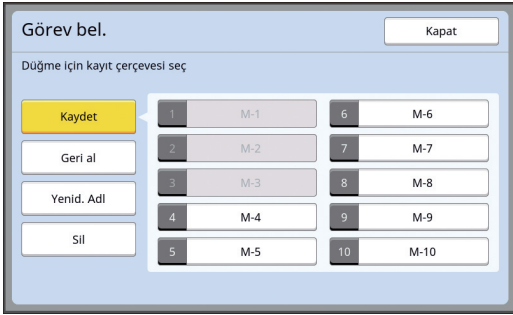 Görev bel.
Kapat
Düğme için kayıt çerçevesi seç
Kaydet
Geri al
Yenid. Adl
Sil
1 M-1
2 M-2
3 M-3
4 M-4
5 M-5
6 M-6
7 M-7
8 M-8
9 M-9
10 M-10